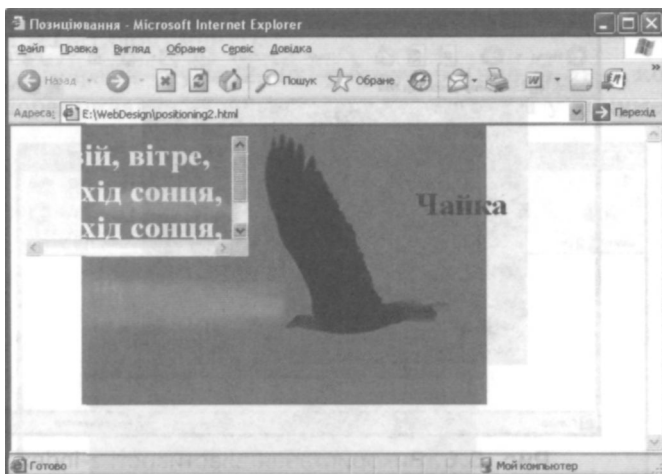 Позиціювання - Microsoft Internet Explorer
Файл Правка Вигляд Обране Сервіс Довідка
Назад Пошук Обране
Адреса: E:\WebDesign\positioning2.html Перехід
ій, вітре,
хід сонця,
хід сонця,
Чайка
Готово Мой компьютер